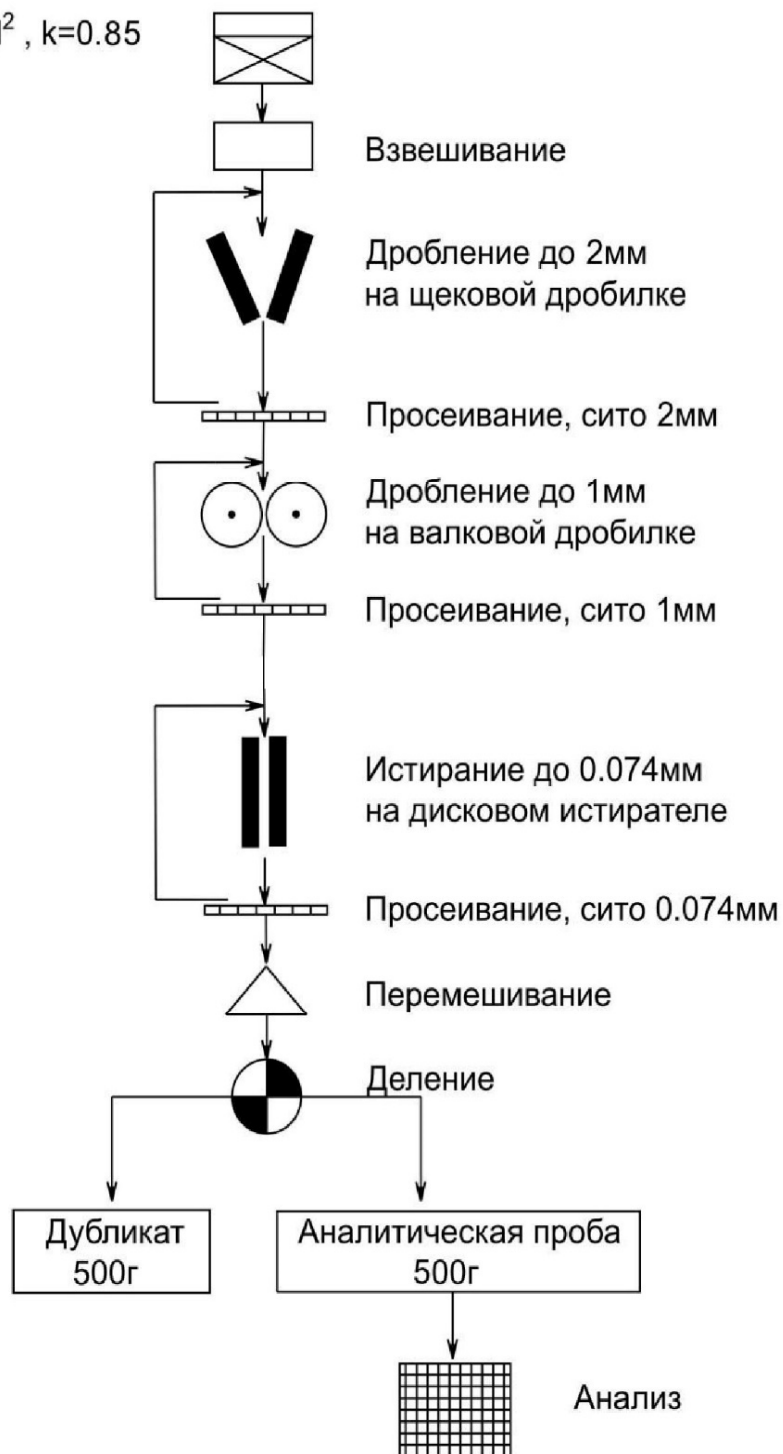 ², k=0.85
Взвешивание
Дробление до 2мм
на щековой дробилке
Просеивание, сито 2мм
Дробление до 1мм
на валковой дробилке
Просеивание, сито 1мм
Истирание до 0.074мм
на дисковом истирателе
Просеивание, сито 0.074мм
Перемешивание
Деление
Дубликат
500г
Аналитическая проба
500г
Анализ